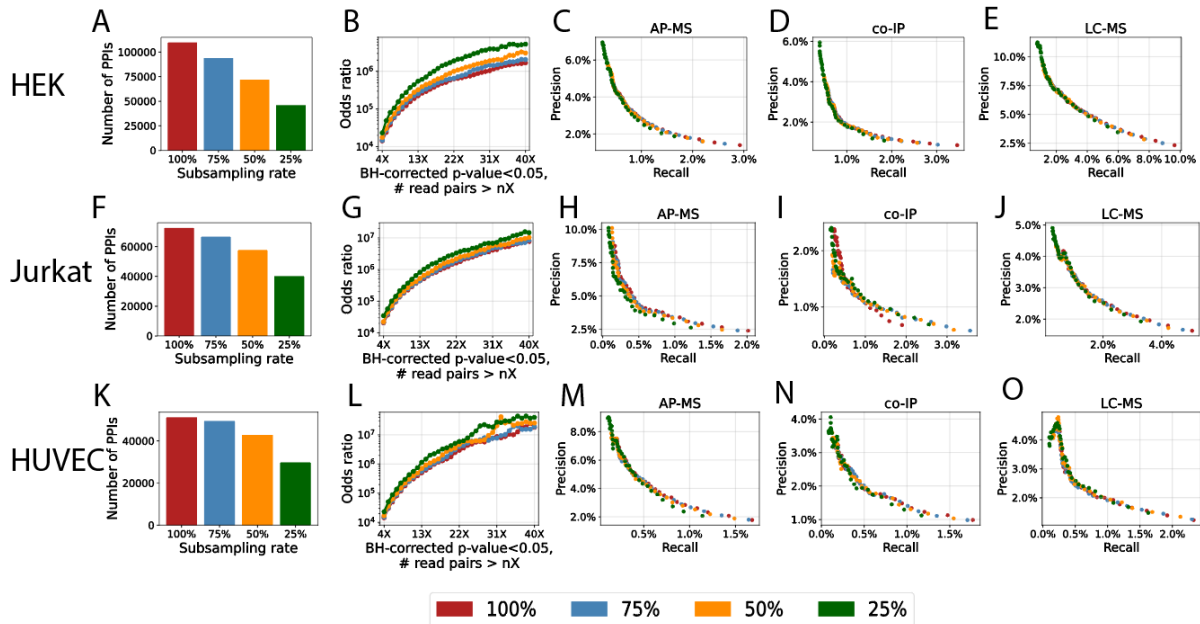 A
B
C
D
E
HEK
Number of PPIs
100000
75000
50000
25000
0
100%
75%
50%
25%
Subsampling rate
Odds ratio
10⁶
10⁵
10⁴
4X
13X
22X
31X
40X
BH-corrected p-value<0.05,
# read pairs > nX
AP-MS
Precision
6.0%
4.0%
2.0%
1.0%
2.0%
3.0%
Recall
co-IP
Precision
6.0%
4.0%
2.0%
1.0%
2.0%
3.0%
Recall
LC-MS
Precision
10.0%
7.5%
5.0%
2.5%
2.0%
4.0%
6.0%
8.0%
10.0%
Recall
F
G
H
I
J
Jurkat
Number of PPIs
60000
40000
20000
0
100%
75%
50%
25%
Subsampling rate
Odds ratio
10⁷
10⁶
10⁵
10⁴
4X
13X
22X
31X
40X
BH-corrected p-value<0.05,
# read pairs > nX
AP-MS
Precision
10.0%
7.5%
5.0%
2.5%
0.0%
0.5%
1.0%
1.5%
2.0%
Recall
co-IP
Precision
2.0%
1.0%
0.0%
1.0%
2.0%
3.0%
Recall
LC-MS
Precision
5.0%
4.0%
3.0%
2.0%
2.0%
4.0%
Recall
K
L
M
N
O
HUVEC
Number of PPIs
40000
20000
0
100%
75%
50%
25%
Subsampling rate
Odds ratio
10⁷
10⁶
10⁵
10⁴
4X
13X
22X
31X
40X
BH-corrected p-value<0.05,
# read pairs > nX
AP-MS
Precision
8.0%
6.0%
4.0%
2.0%
0.5%
1.0%
1.5%
Recall
co-IP
Precision
4.0%
3.0%
2.0%
1.0%
0.0%
0.5%
1.0%
1.5%
Recall
LC-MS
Precision
4.0%
3.0%
2.0%
0.0%
0.5%
1.0%
1.5%
2.0%
Recall
100%
75%
50%
25%